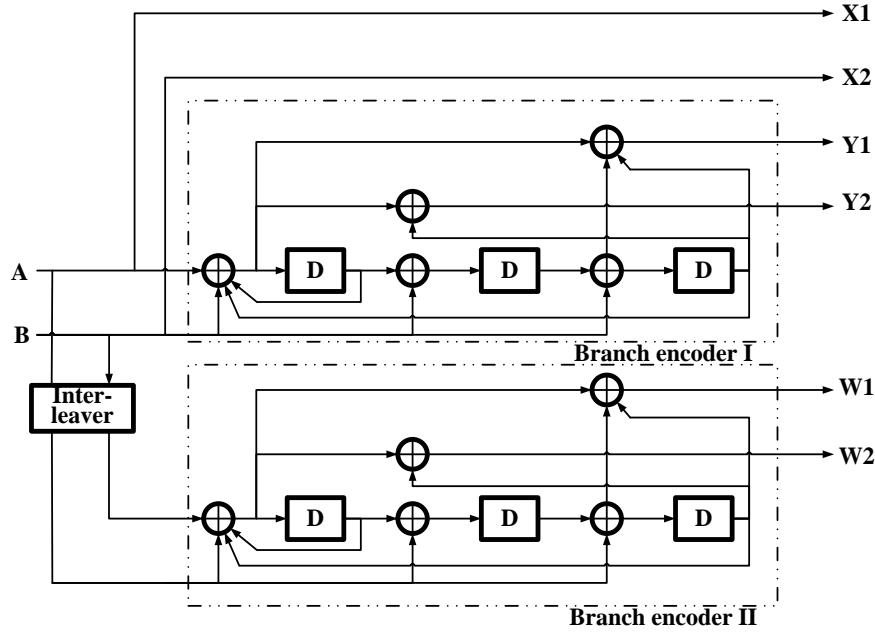 X1
X2
Y1
Y2
A
D
D
D
B
Branch encoder I
Inter-
leaver
W1
W2
D
D
D
Branch encoder II